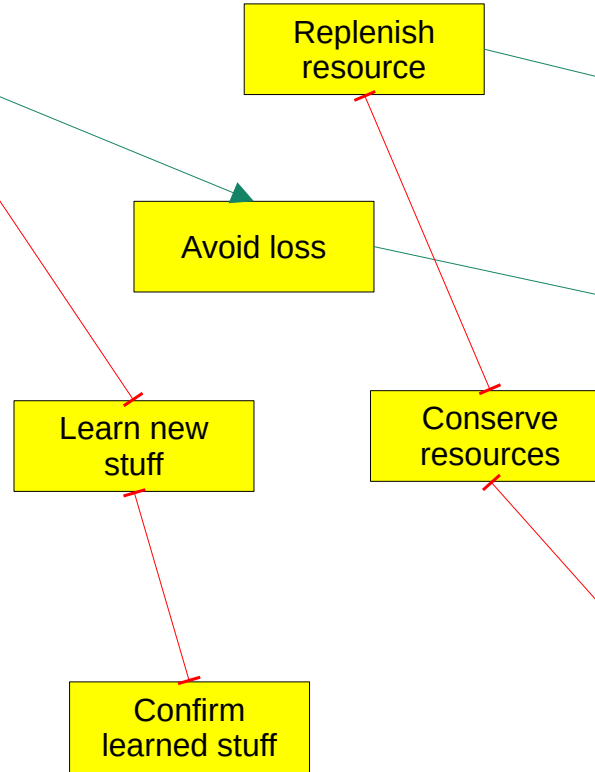 Replenish
resource
Avoid loss
Learn new
stuff
Conserve
resources
Confirm
learned stuff